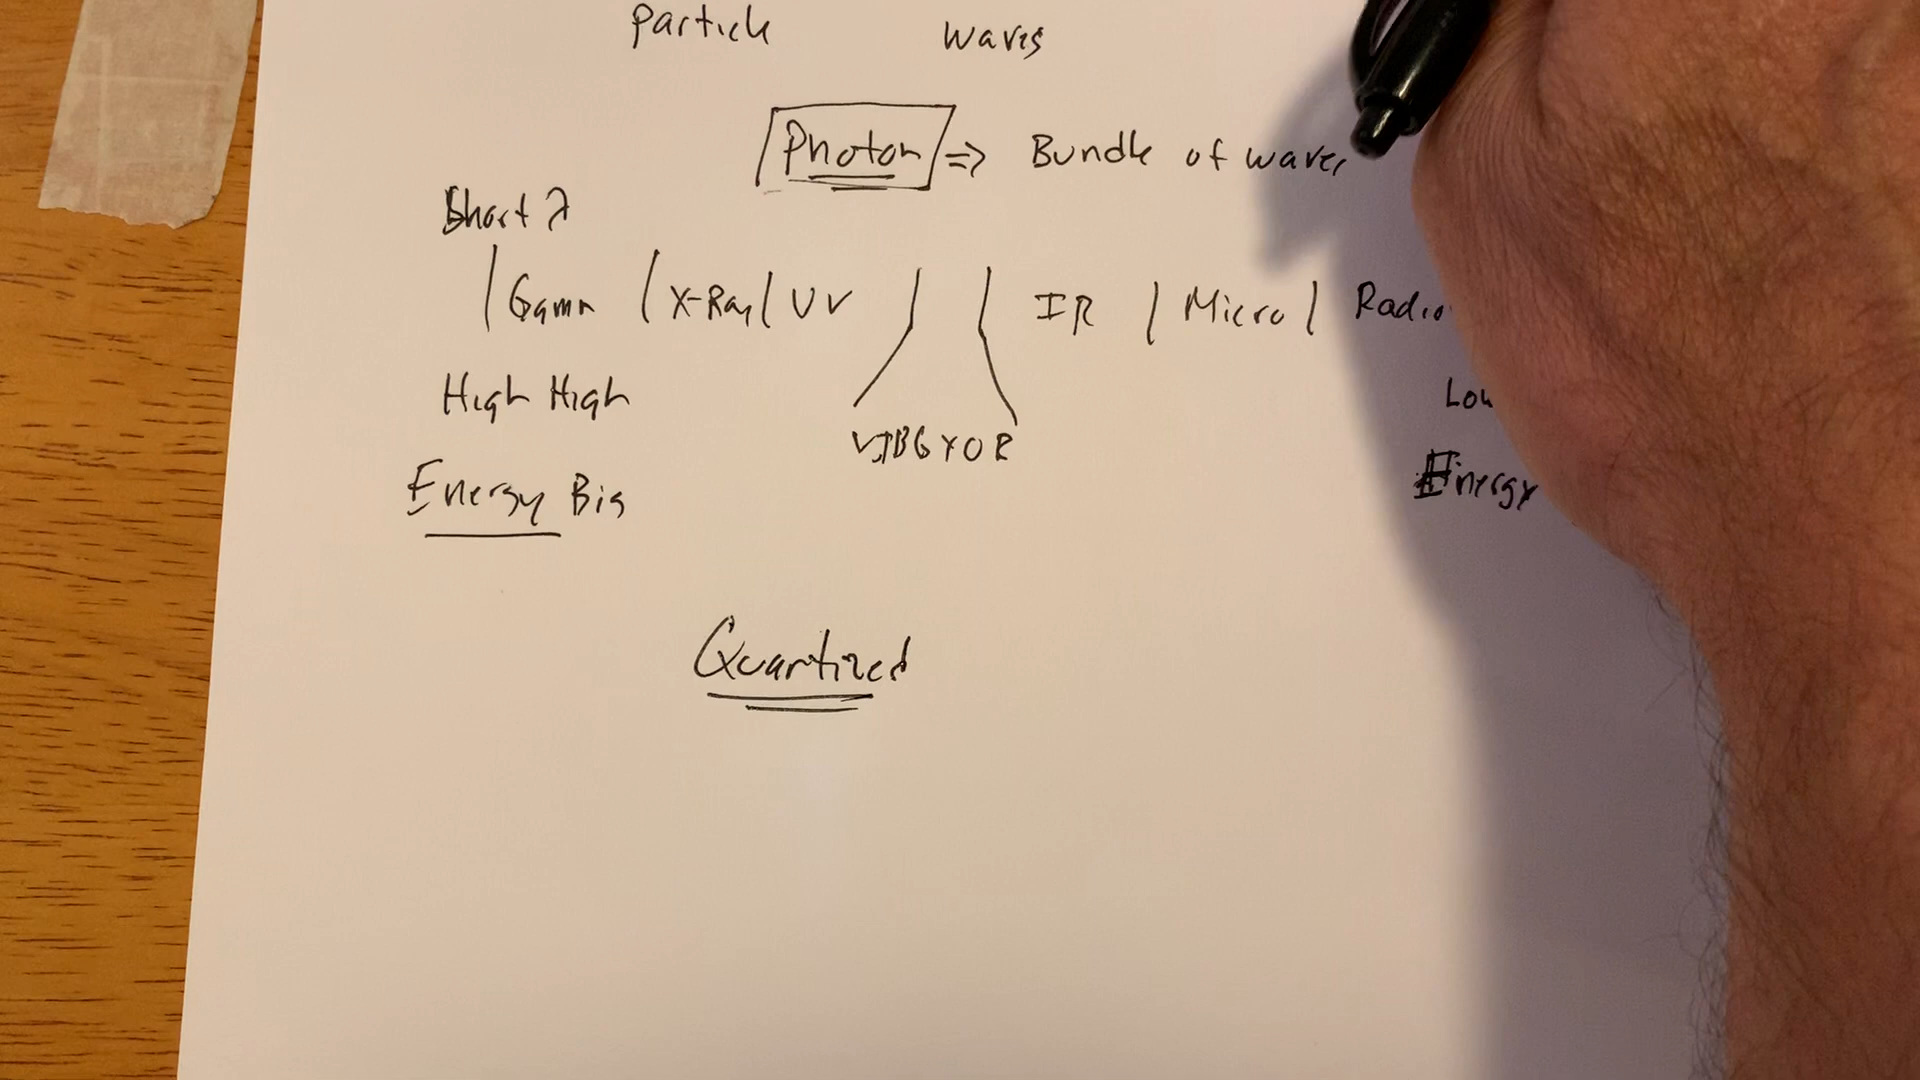 Particle waves
Photon => Bundle of waves
Short λ
| Gamm | X-Ray | UV | | IR | Micro | Radio
High High Low
VIBGYOR
Energy Big Energy
Quantized